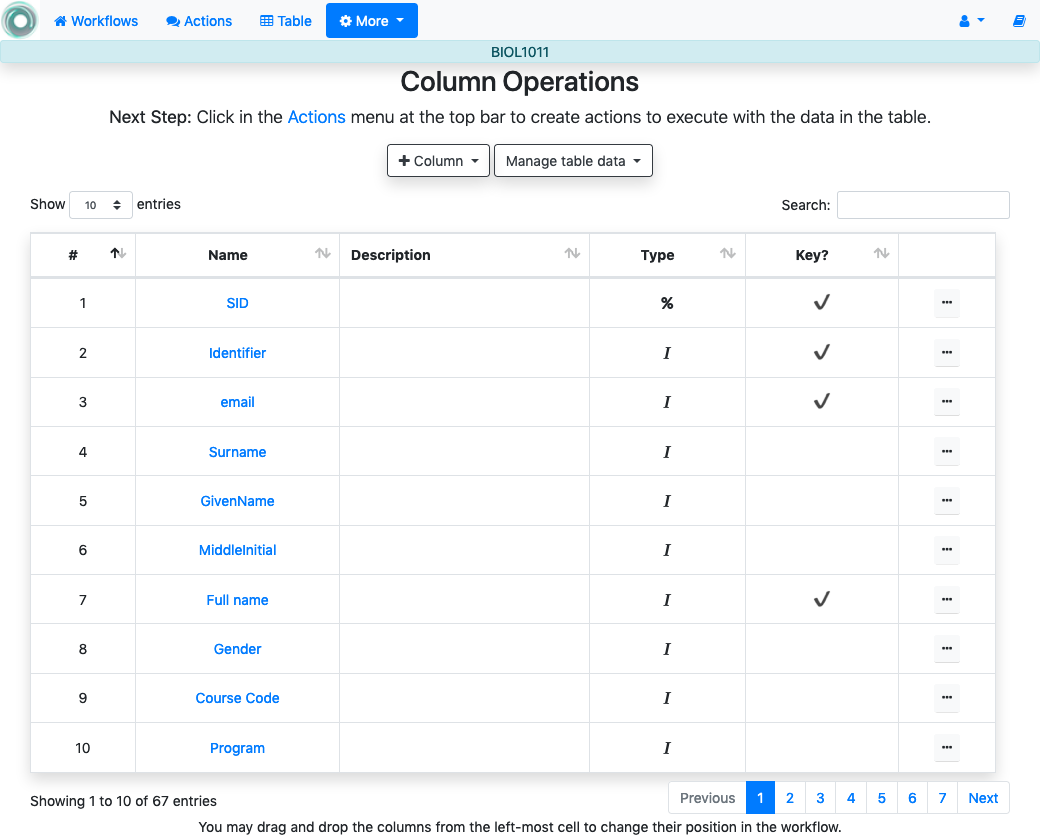 Workflows Actions Table More
BIOL1011
Column Operations
Next Step: Click in the Actions menu at the top bar to create actions to execute with the data in the table.
+ Column Manage table data
Show 10 entries Search:
# Name Description Type Key?
1 SID %
2 Identifier I
3 email I
4 Surname I
5 GivenName I
6 MiddleInitial I
7 Full name I
8 Gender I
9 Course Code I
10 Program I
Showing 1 to 10 of 67 entries Previous 1 2 3 4 5 6 7 Next
You may drag and drop the columns from the left-most cell to change their position in the workflow.